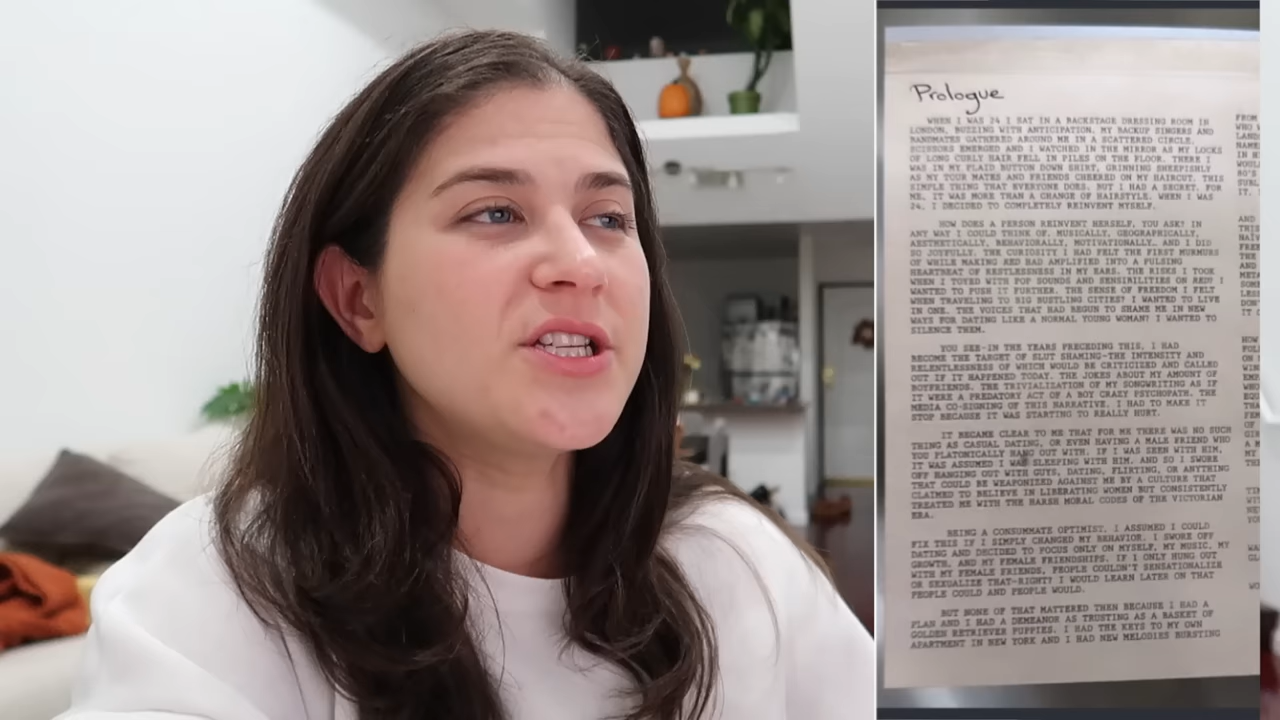 Prologue
WHEN I WAS 24 I SAT IN A BACKSTAGE DRESSING ROOM IN
LONDON, BUZZING WITH ANTICIPATION. MY BACKUP SINGERS AND
BANDMATES GATHERED AROUND ME IN A SCATTERED CIRCLE.
SCISSORS EMERGED AND I WATCHED IN THE MIRROR AS MY LOCKS
OF LONG CURLY HAIR FELL IN PILES ON THE FLOOR. THERE I
WAS IN MY PLAID BUTTON DOWN SHIRT, GRINNING SHEEPISHLY
AS MY TOUR MATES AND FRIENDS CHEERED ON MY HAIRCUT. THIS
SIMPLE THING THAT EVERYONE DOES. BUT I HAD A SECRET. FOR
ME, IT WAS MORE THAN A CHANGE OF HAIRSTYLE. WHEN I WAS
24, I DECIDED TO COMPLETELY REINVENT MYSELF.
HOW DOES A PERSON REINVENT HERSELF, YOU ASK? IN
ANY WAY I COULD THINK OF. MUSICALLY, GEOGRAPHICALLY,
AESTHETICALLY, BEHAVIORALLY, MOTIVATIONALLY… AND I DID
SO JOYFULLY. THE CURIOSITY I HAD FELT THE FIRST MURMURS
OF WHILE MAKING RED HAD AMPLIFIED INTO A PULSING
HEARTBEAT OF RESTLESSNESS IN MY EARS. THE RISKS I TOOK
WHEN I TOYED WITH POP SOUNDS AND SENSIBILITIES ON RED? I
WANTED TO PUSH IT FURTHER. THE SENSE OF FREEDOM I FELT
WHEN TRAVELING TO BIG BUSTLING CITIES? I WANTED TO LIVE
IN ONE. THE VOICES THAT HAD BEGUN TO SHAME ME IN NEW
WAYS FOR DATING LIKE A NORMAL YOUNG WOMAN? I WANTED TO
SILENCE THEM.
YOU SEE-IN THE YEARS PRECEDING THIS, I HAD
BECOME THE TARGET OF SLUT SHAMING-THE INTENSITY AND
RELENTLESSNESS OF WHICH WOULD BE CRITICIZED AND CALLED
OUT IF IT HAPPENED TODAY. THE JOKES ABOUT MY AMOUNT OF
BOYFRIENDS. THE TRIVIALIZATION OF MY SONGWRITING AS IF
IT WERE A PREDATORY ACT OF A BOY CRAZY PSYCHOPATH. THE
MEDIA CO-SIGNING OF THIS NARRATIVE. I HAD TO MAKE IT
STOP BECAUSE IT WAS STARTING TO REALLY HURT.
IT BECAME CLEAR TO ME THAT FOR ME THERE WAS NO SUCH
THING AS CASUAL DATING, OR EVEN HAVING A MALE FRIEND WHO
YOU PLATONICALLY HANG OUT WITH. IF I WAS SEEN WITH HIM,
IT WAS ASSUMED I WAS SLEEPING WITH HIM. AND SO I SWORE
OFF HANGING OUT WITH GUYS, DATING, FLIRTING, OR ANYTHING
THAT COULD BE WEAPONIZED AGAINST ME BY A CULTURE THAT
CLAIMED TO BELIEVE IN LIBERATING WOMEN BUT CONSISTENTLY
TREATED ME WITH THE HARSH MORAL CODES OF THE VICTORIAN
ERA.
BEING A CONSUMMATE OPTIMIST, I ASSUMED I COULD
FIX THIS IF I SIMPLY CHANGED MY BEHAVIOR. I SWORE OFF
DATING AND DECIDED TO FOCUS ONLY ON MYSELF, MY MUSIC, MY
GROWTH, AND MY FEMALE FRIENDSHIPS. IF I ONLY HUNG OUT
WITH MY FEMALE FRIENDS, PEOPLE COULDN'T SENSATIONALIZE
OR SEXUALIZE THAT-RIGHT? I WOULD LEARN LATER ON THAT
PEOPLE COULD AND PEOPLE WOULD.
BUT NONE OF THAT MATTERED THEN BECAUSE I HAD A
PLAN AND I HAD A DEMEANOR AS TRUSTING AS A BASKET OF
GOLDEN RETRIEVER PUPPIES. I HAD THE KEYS TO MY OWN
APARTMENT IN NEW YORK AND I HAD NEW MELODIES BURSTING